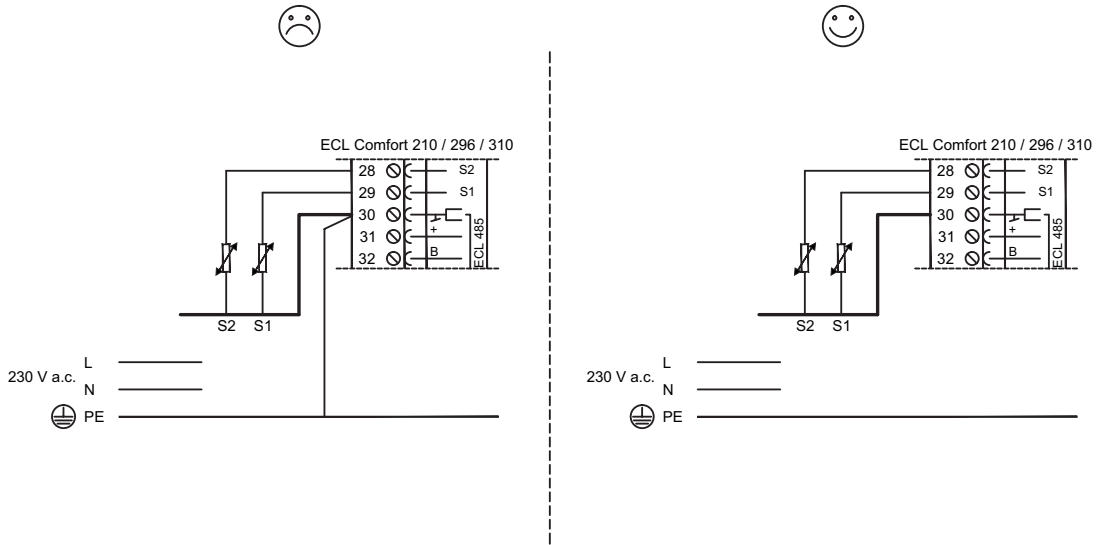 ECL Comfort 210 / 296 / 310
28 S2
29 S1
30
31 +
32 B
ECL 485
S2 S1
L
230 V a.c.
N
PE
ECL Comfort 210 / 296 / 310
28 S2
29 S1
30
31 +
32 B
ECL 485
S2 S1
L
230 V a.c.
N
PE